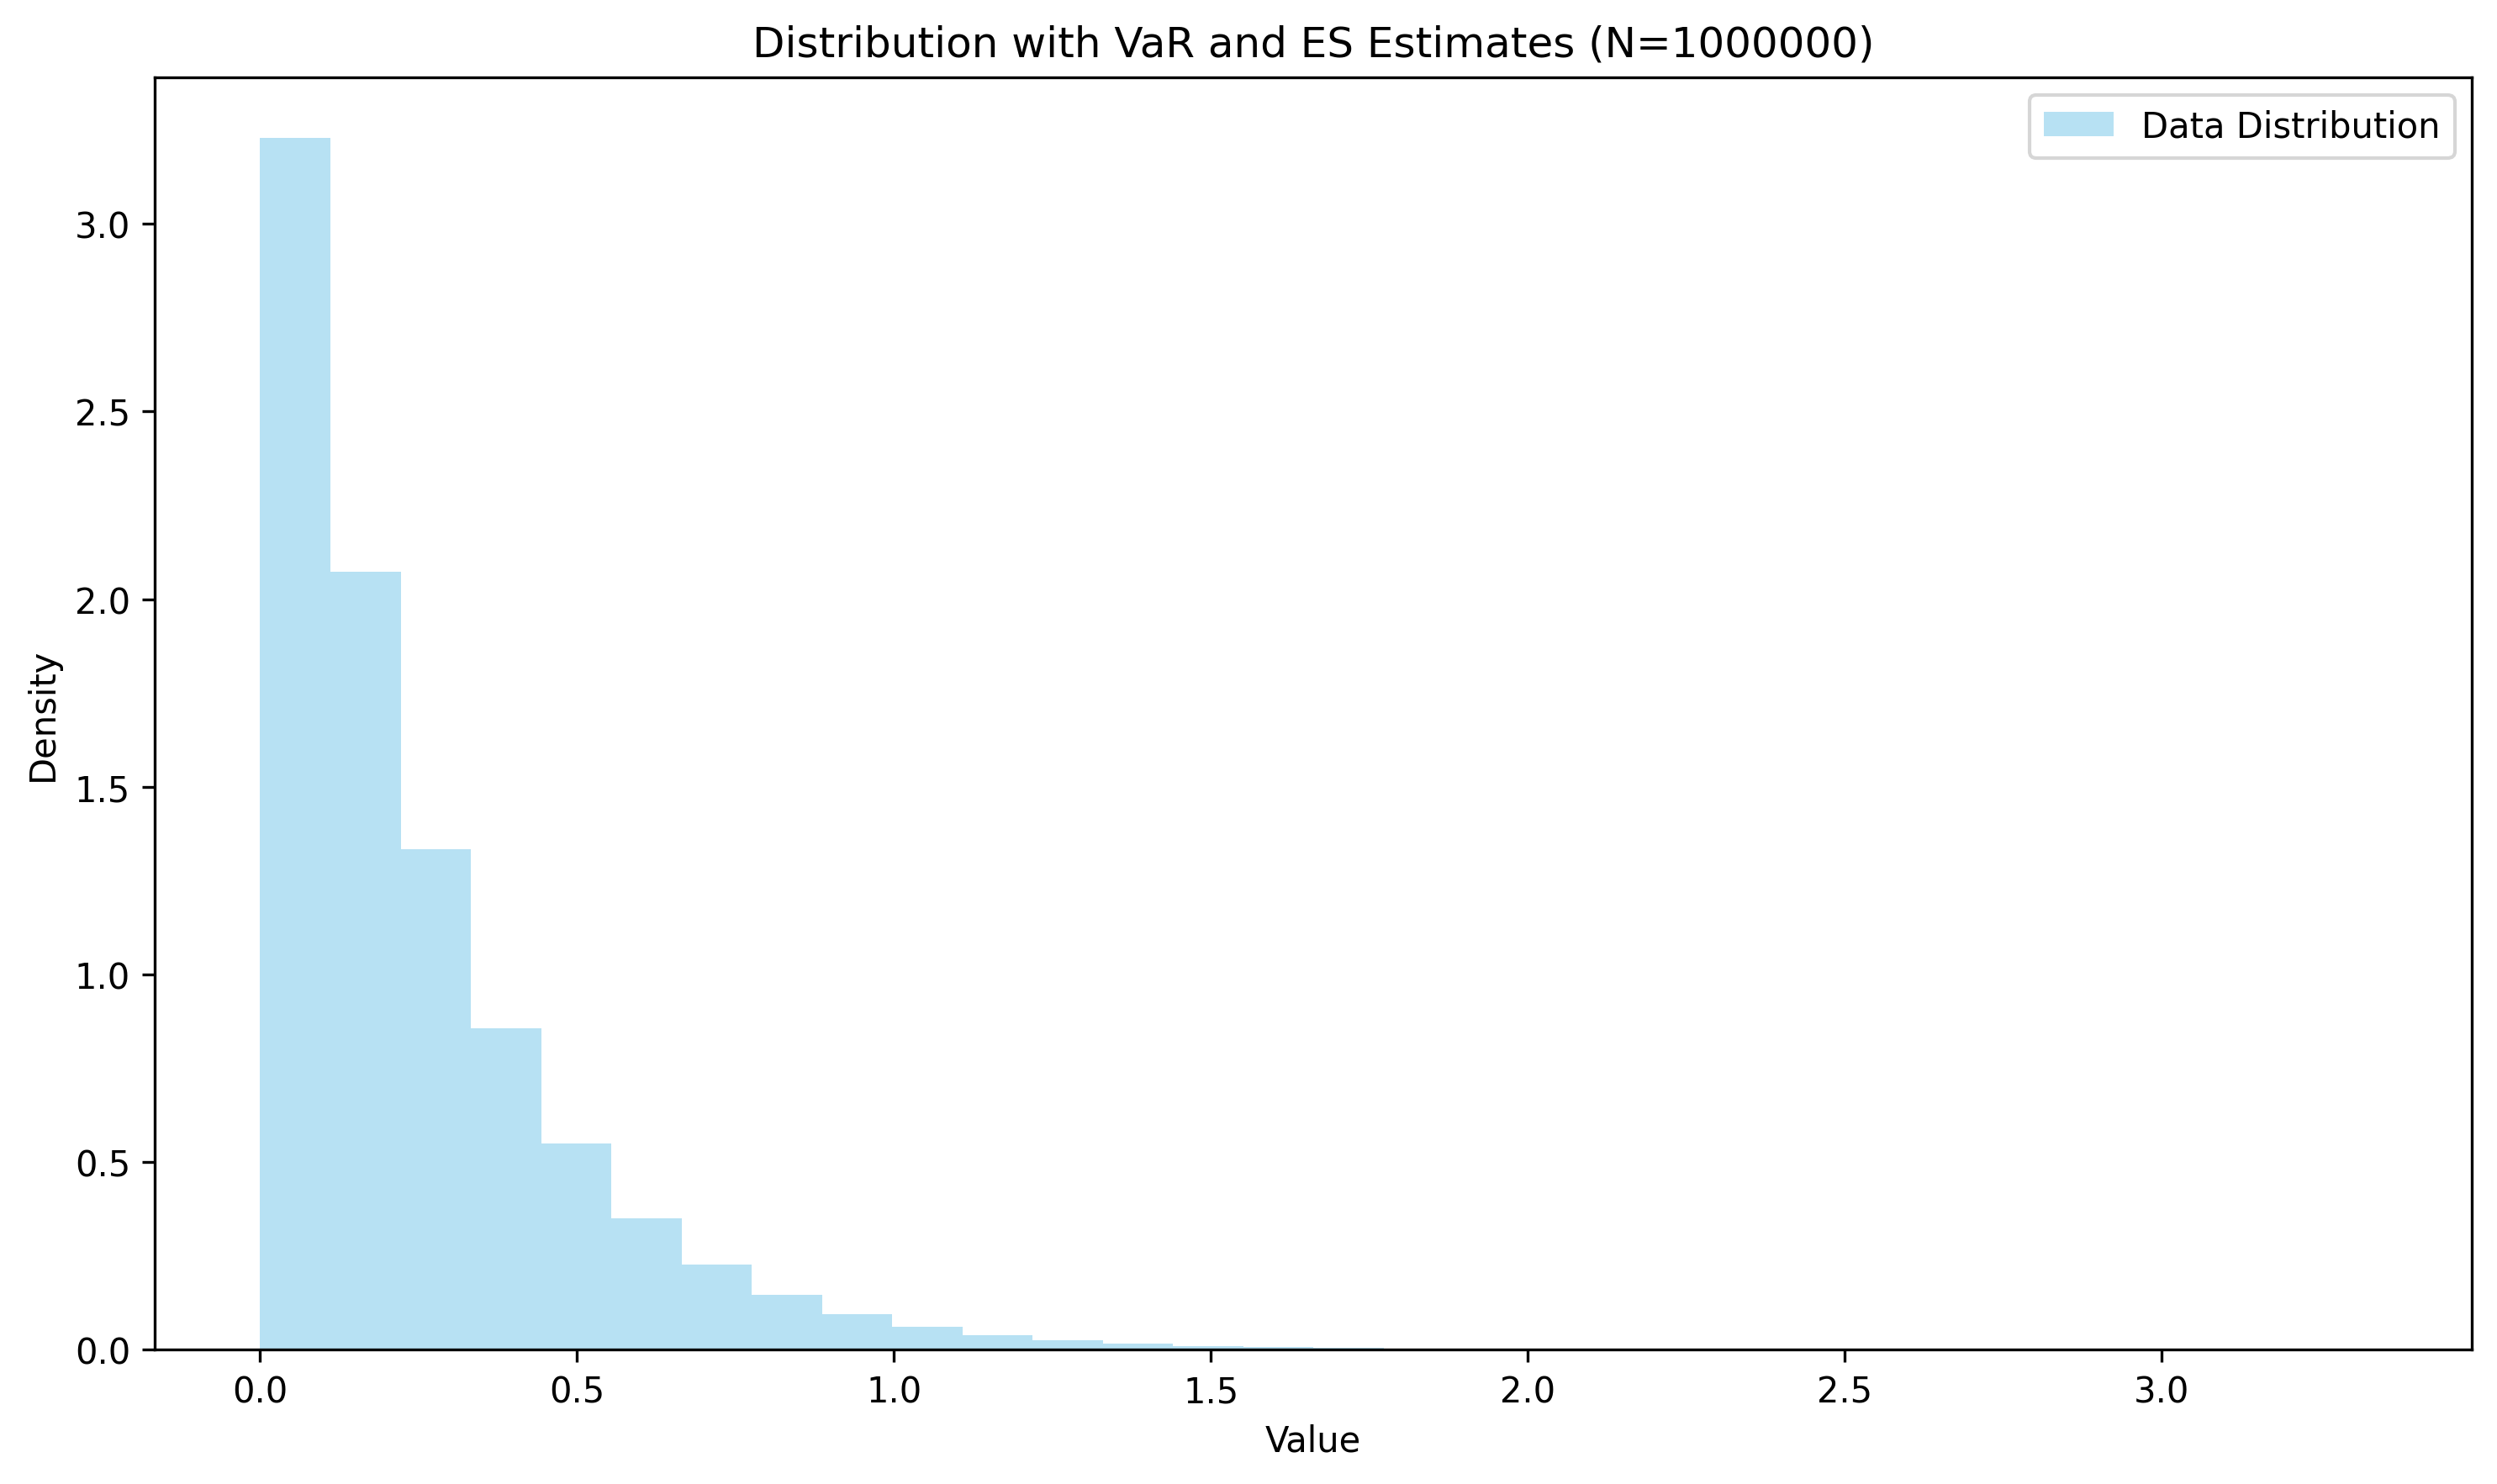 Distribution with VaR and ES Estimates (N=1000000)
Data Distribution
3.0
2.5
2.0
1.5
1.0
0.5
0.0
Density
0.0 0.5 1.0 1.5 2.0 2.5 3.0
Value